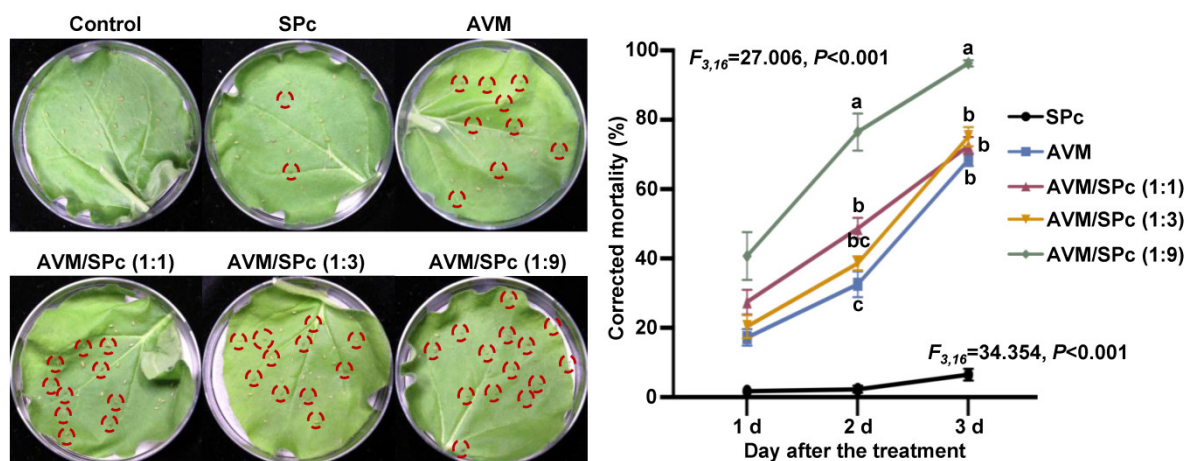 Control
SPc
AVM
AVM/SPc (1:1)
AVM/SPc (1:3)
AVM/SPc (1:9)
Corrected mortality (%)
100
80
60
40
20
0
F3,16=27.006, P<0.001
a
a
b
b
b
b
bc
c
F3,16=34.354, P<0.001
1 d
2 d
3 d
Day after the treatment
SPc
AVM
AVM/SPc (1:1)
AVM/SPc (1:3)
AVM/SPc (1:9)